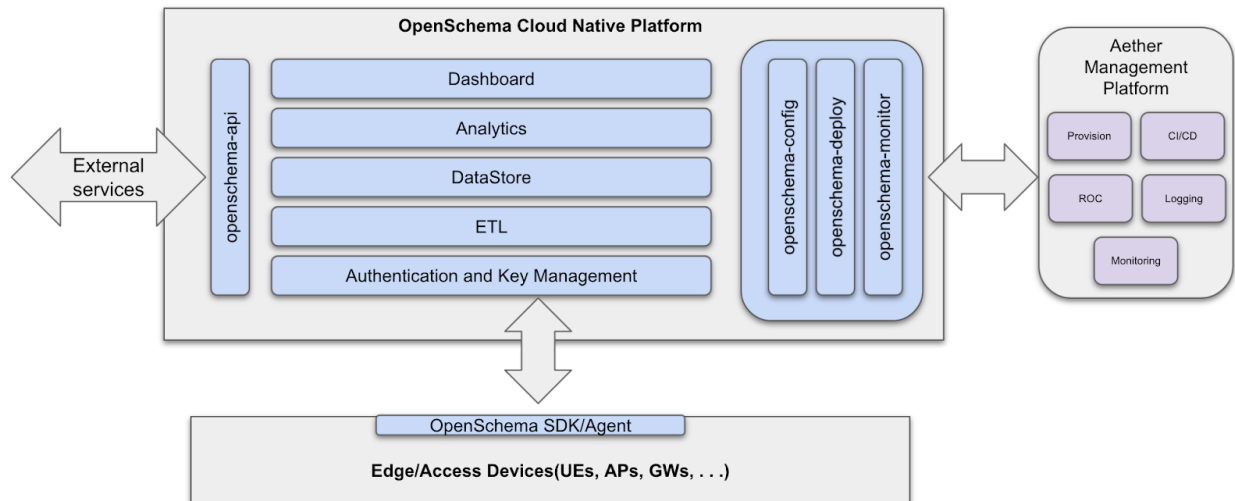 OpenSchema Cloud Native Platform
External
services
openschema-api
Dashboard
Analytics
DataStore
ETL
Authentication and Key Management
openschema-config
openschema-deploy
openschema-monitor
Aether
Management
Platform
Provision
CI/CD
ROC
Logging
Monitoring
OpenSchema SDK/Agent
Edge/Access Devices(UEs, APs, GWs, . . .)